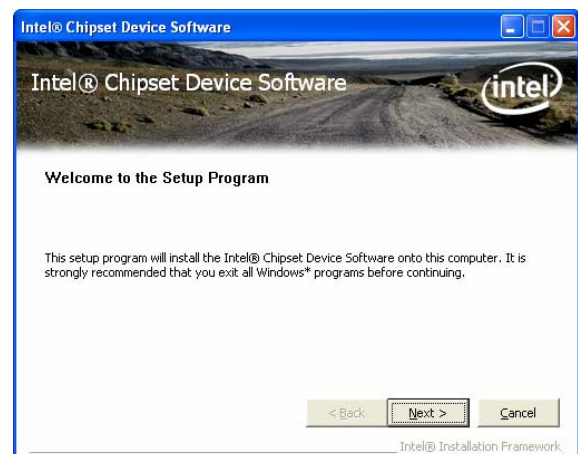 Intel® Chipset Device Software
Intel® Chipset Device Software
intel
Welcome to the Setup Program
This setup program will install the Intel® Chipset Device Software onto this computer. It is
strongly recommended that you exit all Windows* programs before continuing.
< Back Next > Cancel
Intel® Installation Framework